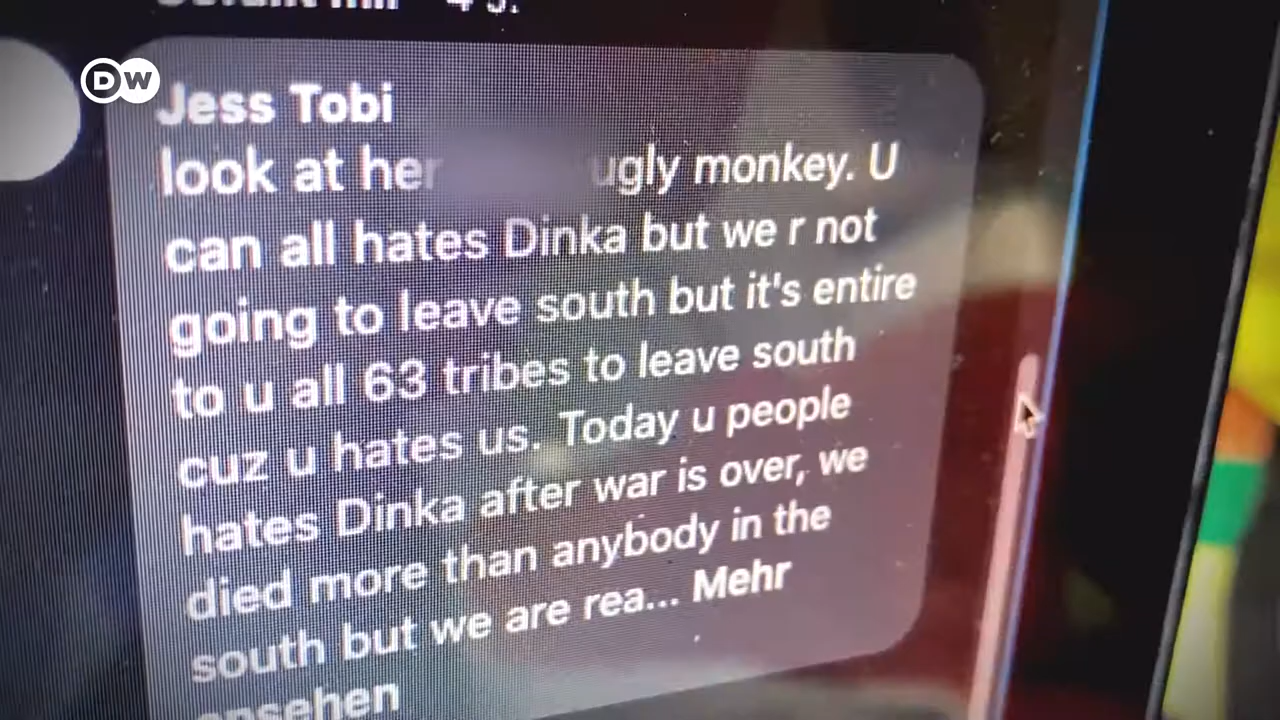 DW
Jess Tobi
look at her ugly monkey. U
can all hates Dinka but we r not
going to leave south but it's entire
to u all 63 tribes to leave south
cuz u hates us. Today u people
hates Dinka after war is over, we
died more than anybody in the
south but we are rea... Mehr
ansehen